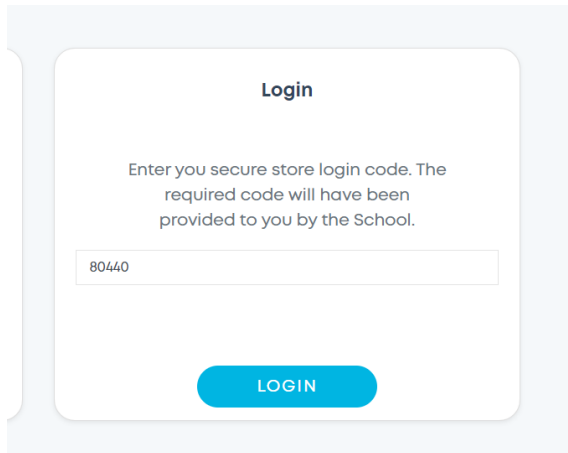 Login
Enter you secure store login code. The
required code will have been
provided to you by the School.
80440
LOGIN